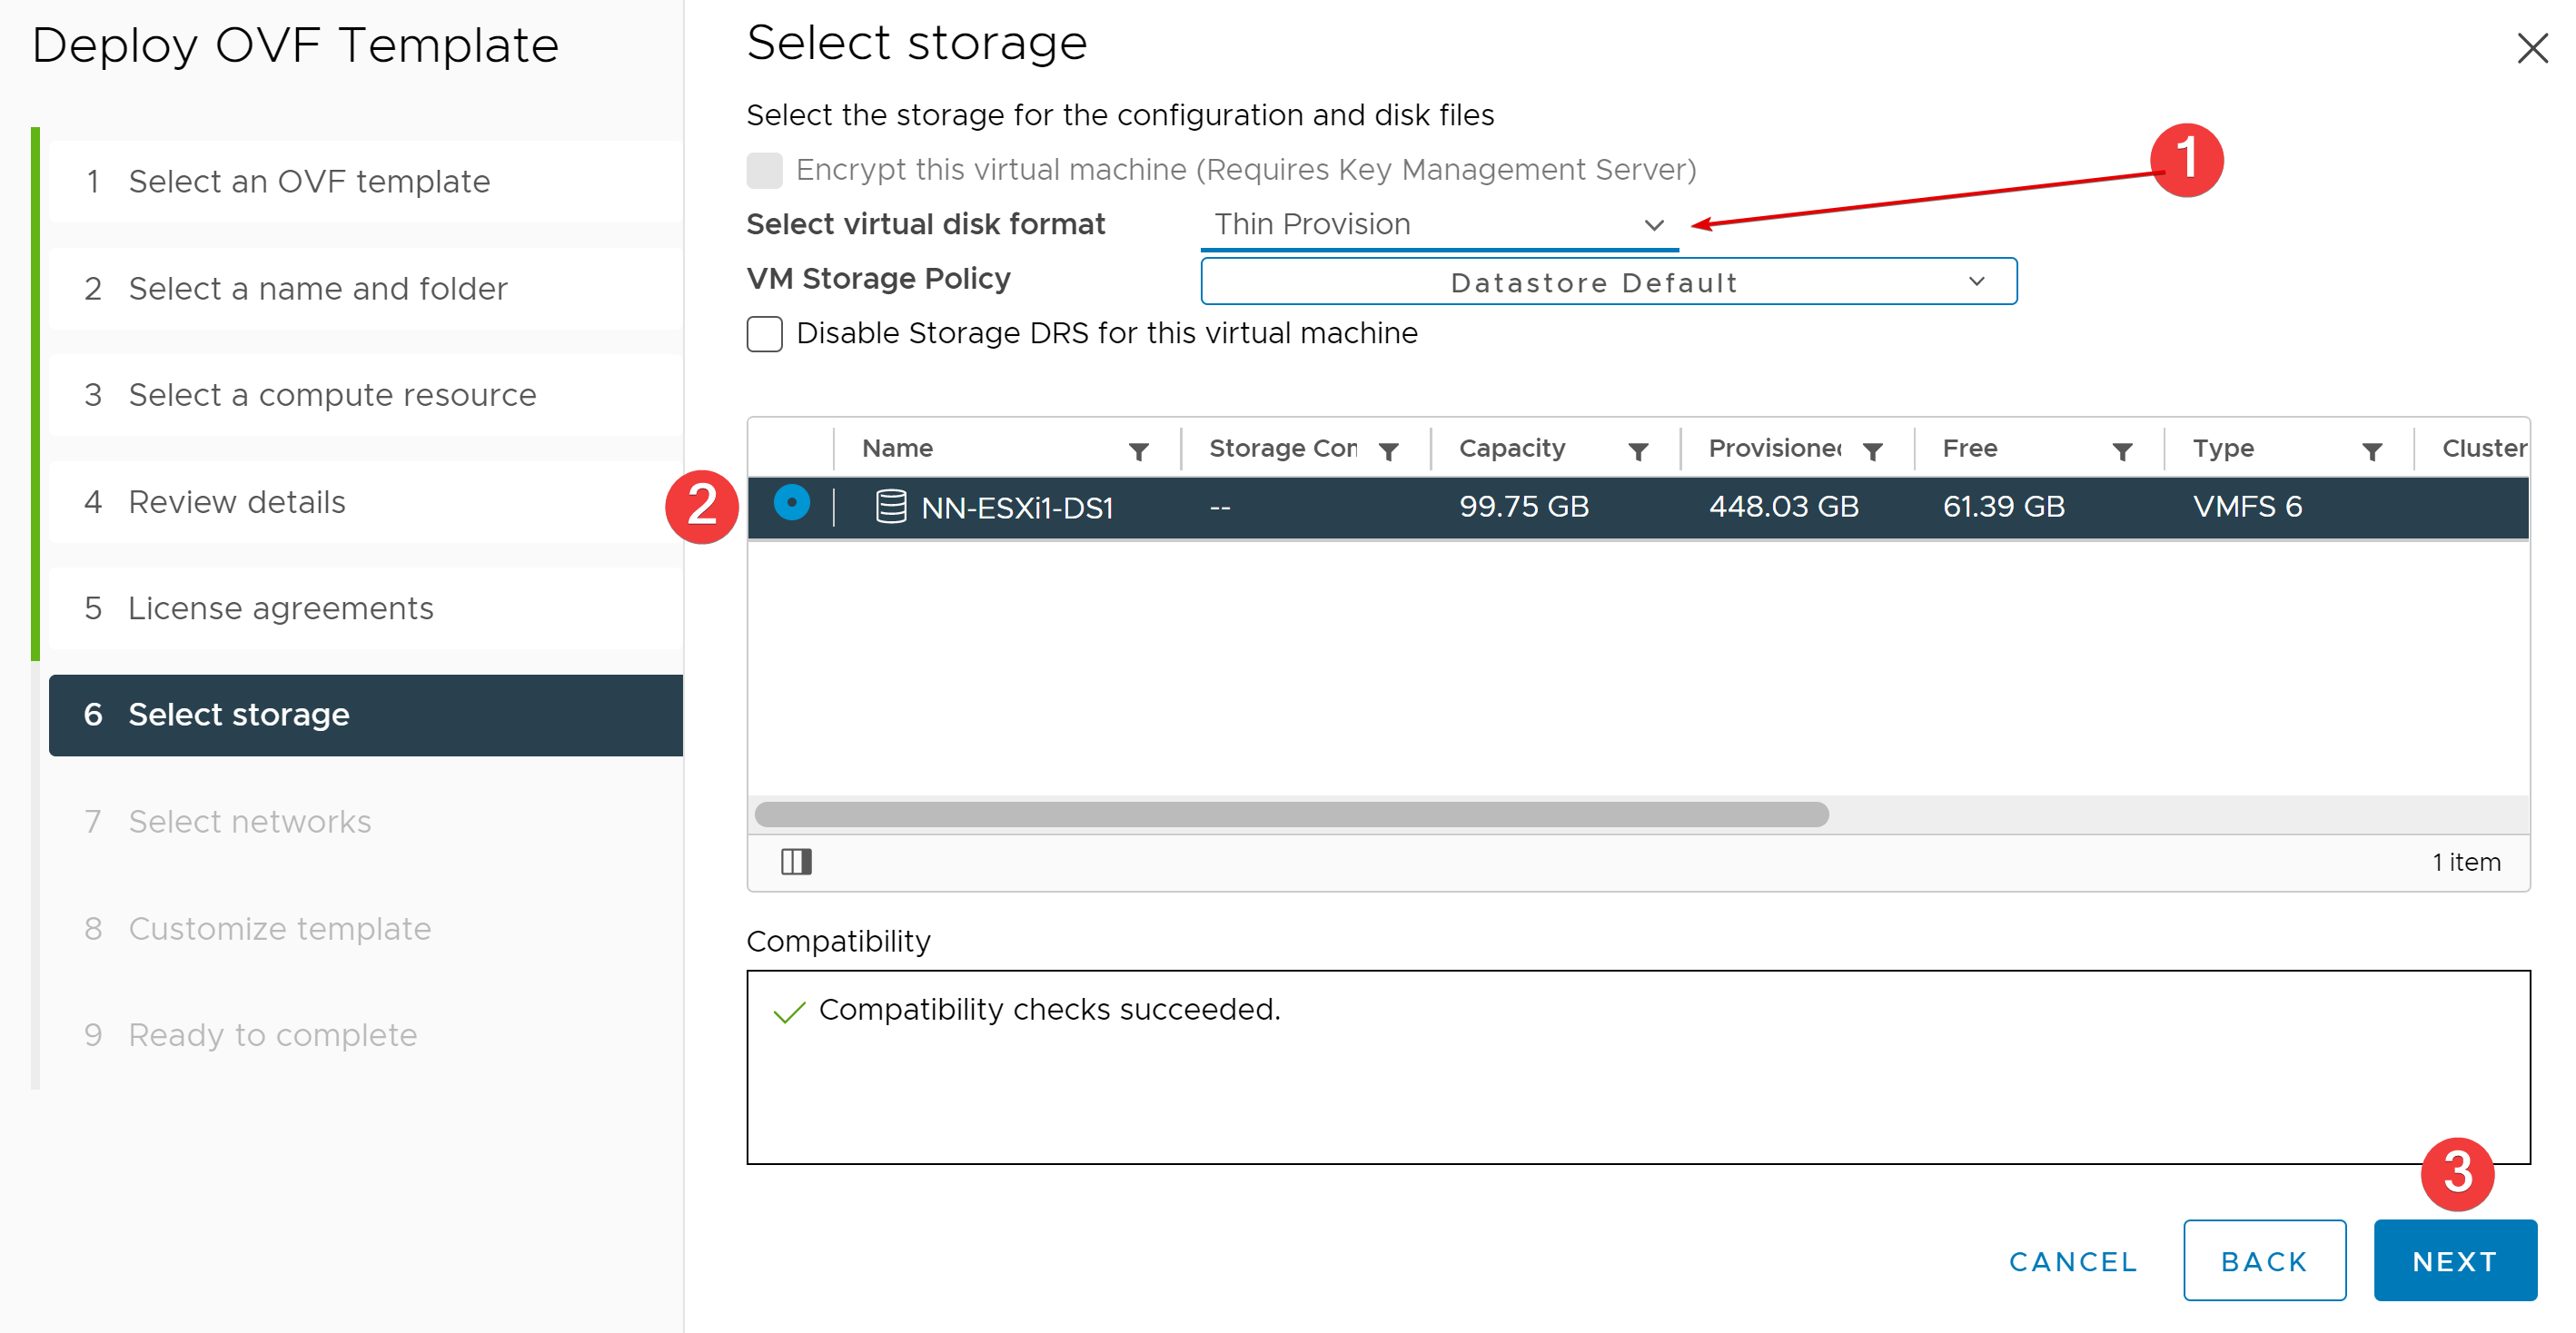 Deploy OVF Template
1 Select an OVF template
2 Select a name and folder
3 Select a compute resource
4 Review details
5 License agreements
6 Select storage
7 Select networks
8 Customize template
9 Ready to complete
Select storage
Select the storage for the configuration and disk files
Encrypt this virtual machine (Requires Key Management Server)
1
Select virtual disk format Thin Provision
VM Storage Policy Datastore Default
Disable Storage DRS for this virtual machine
Name Storage Con Capacity Provisioned Free Type Cluster
2
NN-ESXi1-DS1 -- 99.75 GB 448.03 GB 61.39 GB VMFS 6
1 item
Compatibility
Compatibility checks succeeded.
3
CANCEL BACK NEXT